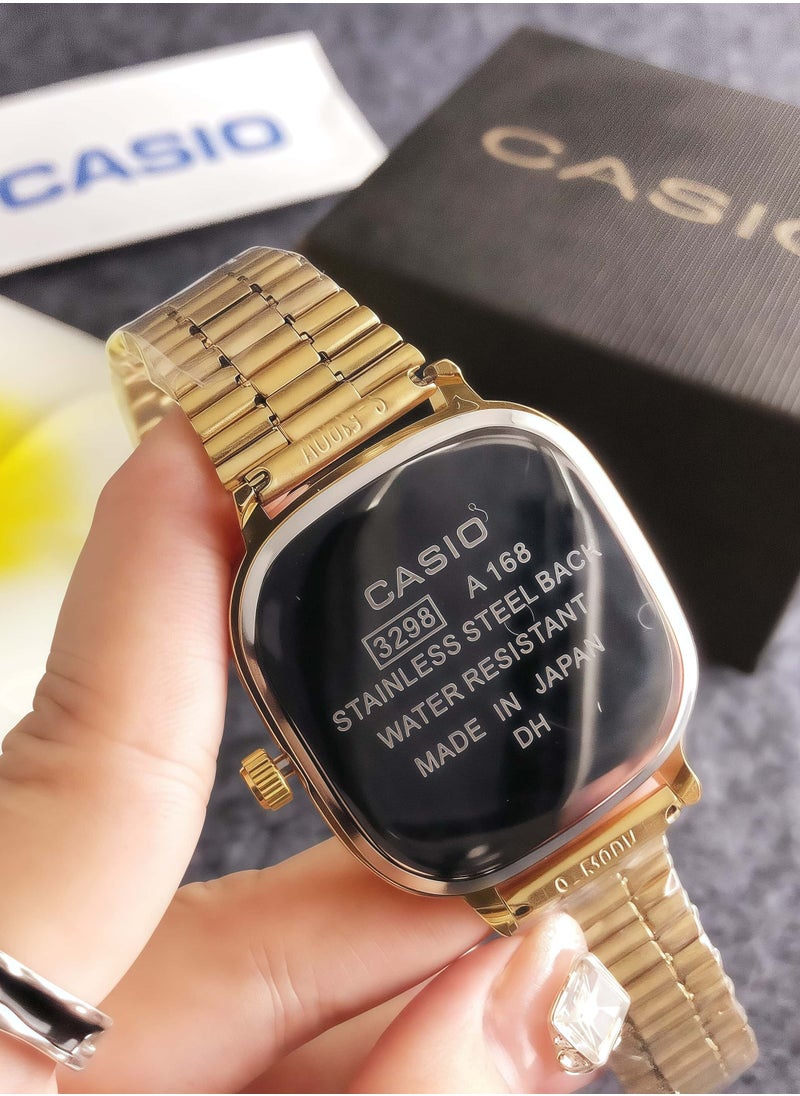 CASIO
CASIO
CASIO
3298 A 168
STAINLESS STEEL BACK
WATER RESISTANT
MADE IN JAPAN
DH